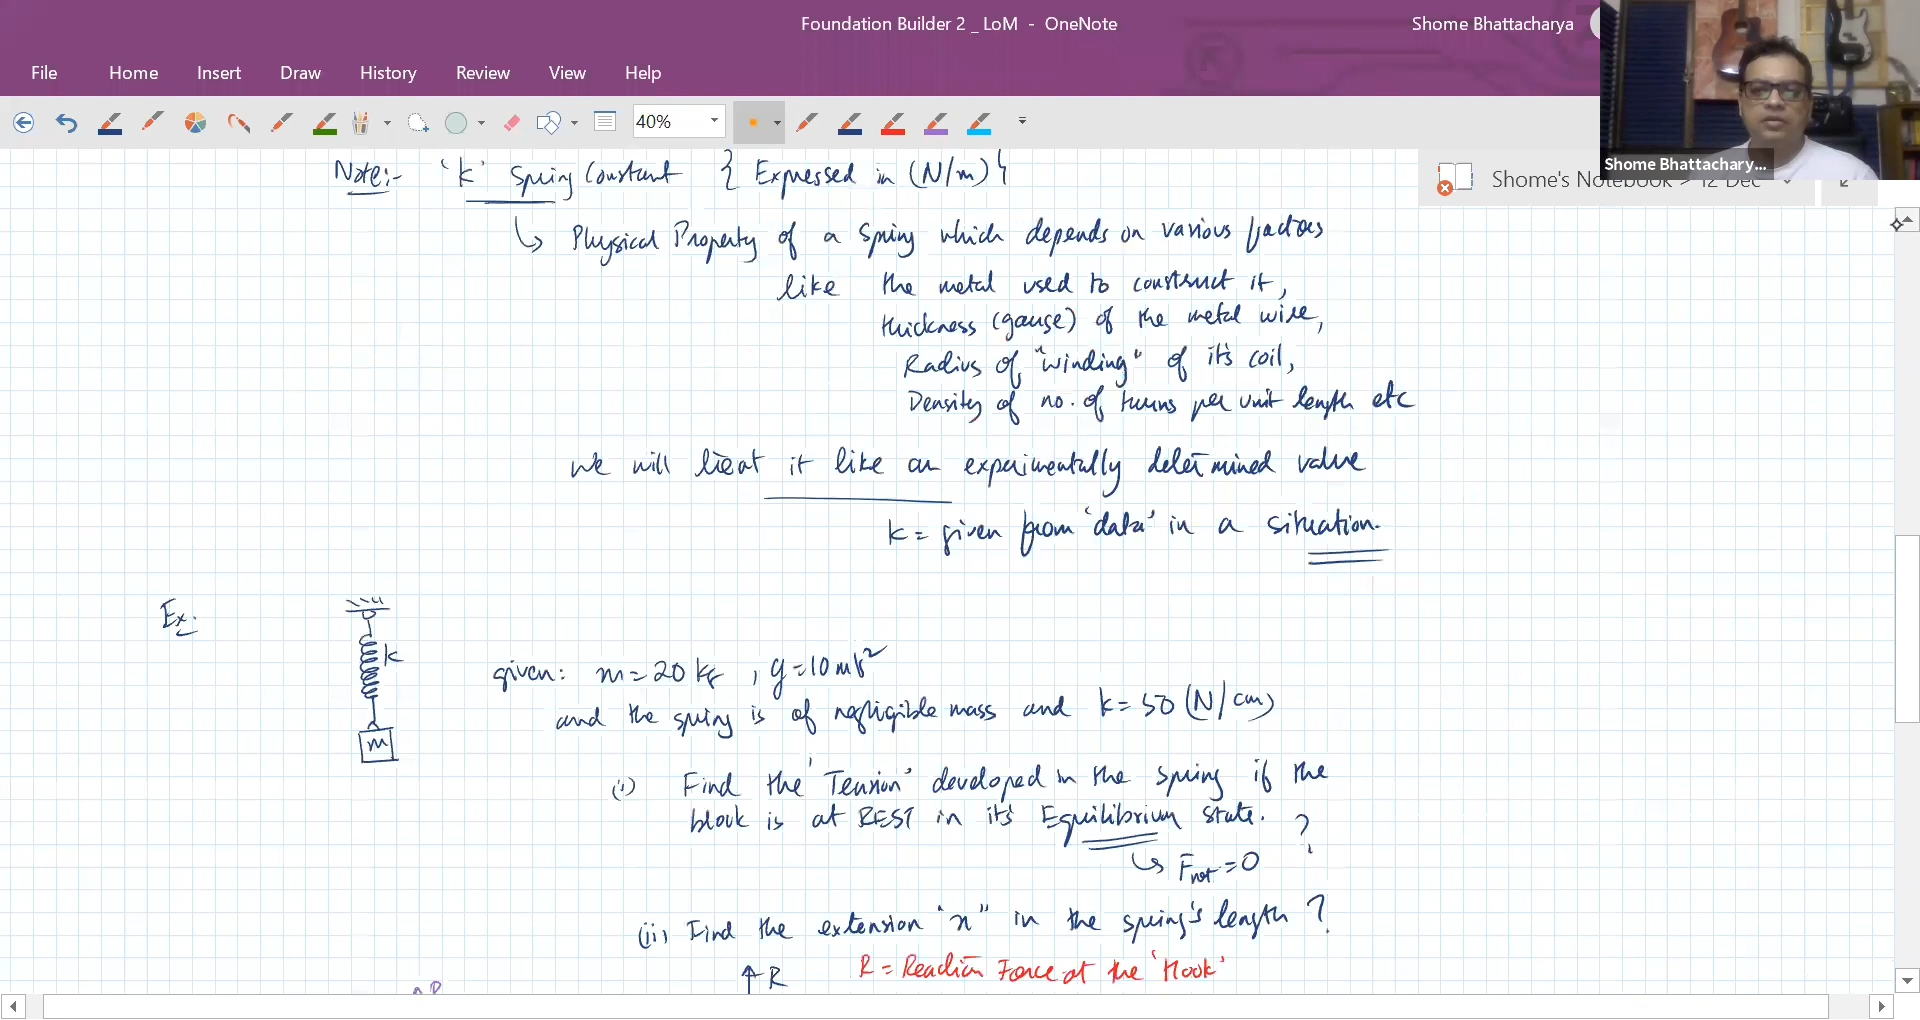 Foundation Builder 2 _ LoM - OneNote
Shome Bhattacharya
File Home Insert Draw History Review View Help
40%
Shome Bhattachary...
Shome's Notebook > 12 Dec
Note:- 'k' Spring Constant { Expressed in (N/m) }
↳ Physical Property of a spring which depends on various factors
like the metal used to construct it,
thickness (gauge) of the metal wire,
Radius of "winding" of it's coil,
Density of no. of turns per unit length etc
We will treat it like an experimentally determined value
k = given from 'data' in a situation.
Ex.
k
m
given: m = 20 kg, g = 10 m/s²
and the spring is of negligible mass and k = 50 (N/cm)
(i) Find the 'Tension' developed in the spring if the
block is at REST in it's Equilibrium state. ?
↳ Fnet = 0
(ii) Find the extension "x" in the spring's length ?
R
R = Reaction Force at the 'Hook'